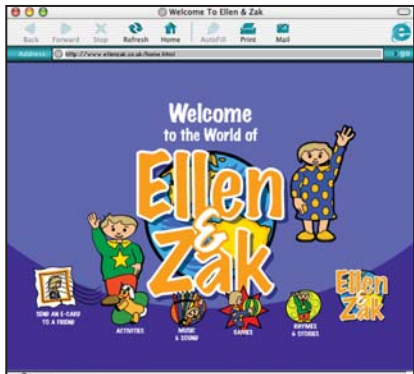 Welcome To Ellen & Zak
Back Forward Stop Refresh Home AutoFill Print Mail
Address: http://www.ellenzak.co.uk/home.html go
Welcome
to the World of
Ellen
&
Zak
SEND AN E-CARD
TO A FRIEND
ACTIVITIES
MUSIC
& SOUND
GAMES
RHYMES
& STORIES
Ellen
&
Zak